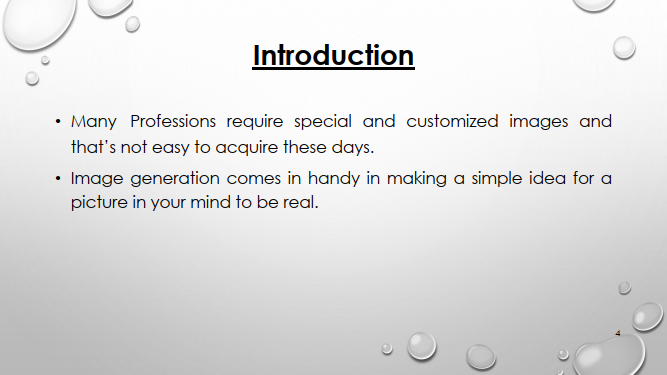 Introduction
• Many Professions require special and customized images and
that's not easy to acquire these days.
• Image generation comes in handy in making a simple idea for a
picture in your mind to be real.
4